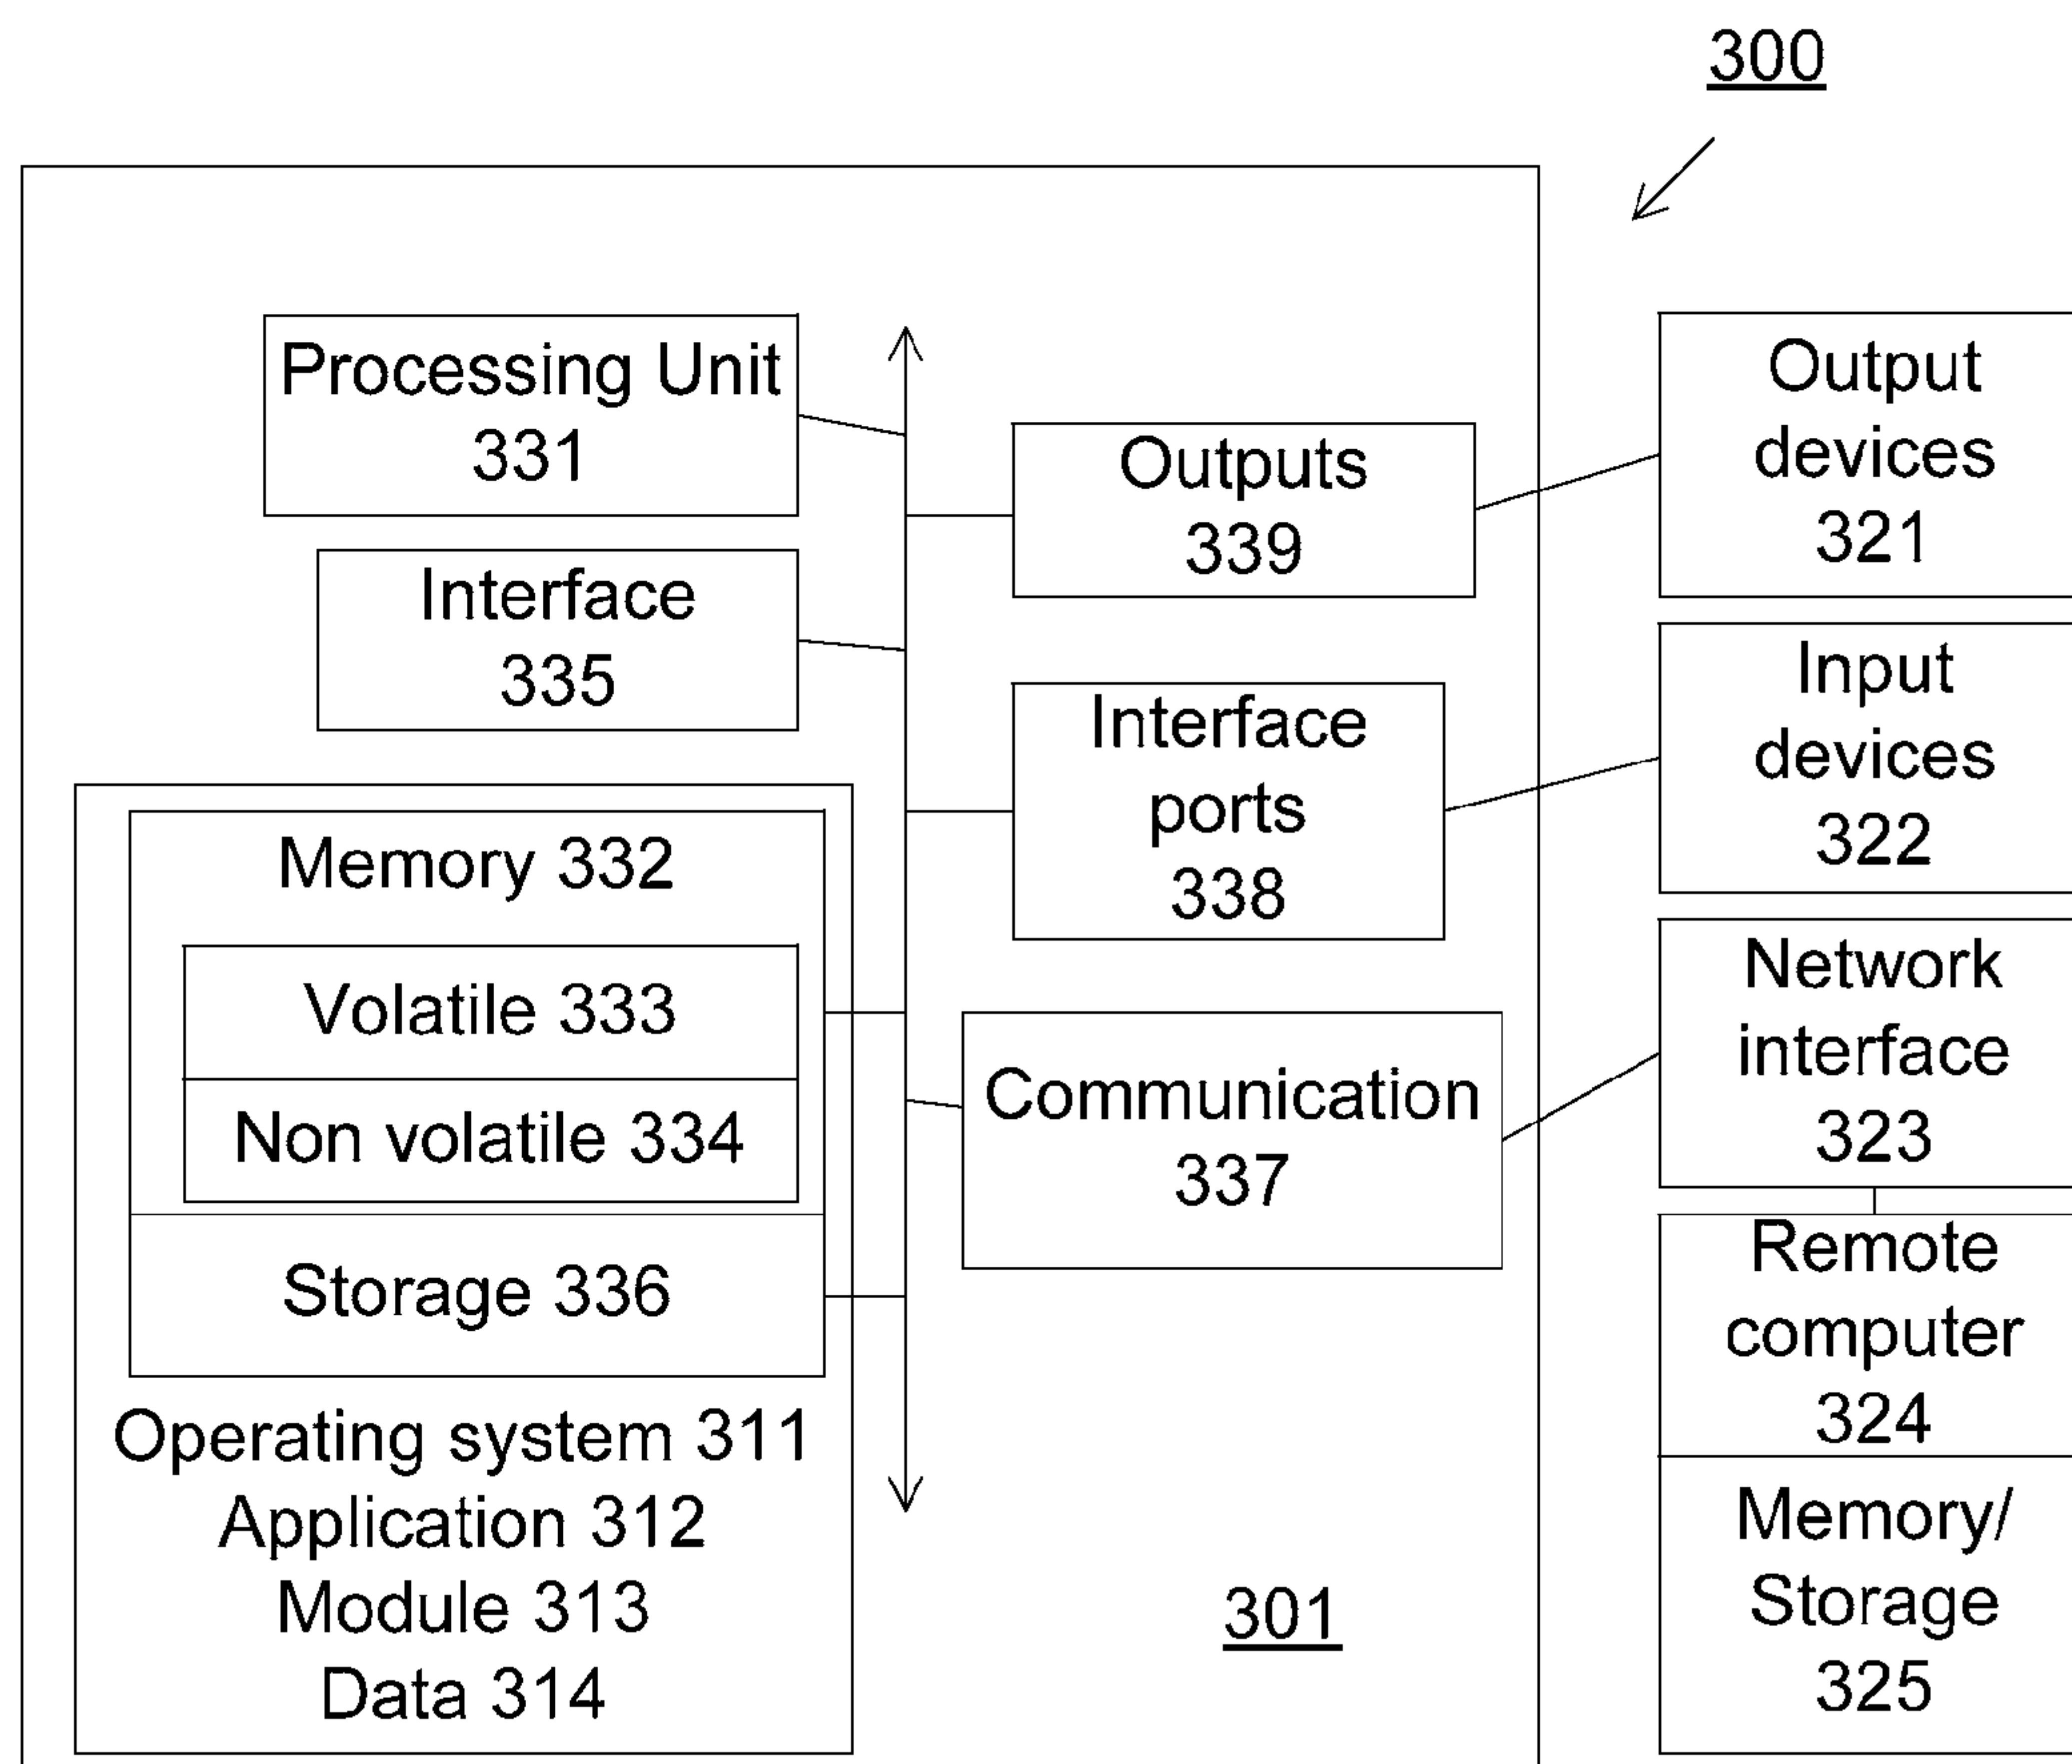 300
Processing Unit
331
Interface
335
Memory 332
Volatile 333
Non volatile 334
Storage 336
Operating system 311
Application 312
Module 313
Data 314
Outputs
339
Interface
ports
338
Communication
337
301
Output
devices
321
Input
devices
322
Network
interface
323
Remote
computer
324
Memory/
Storage
325